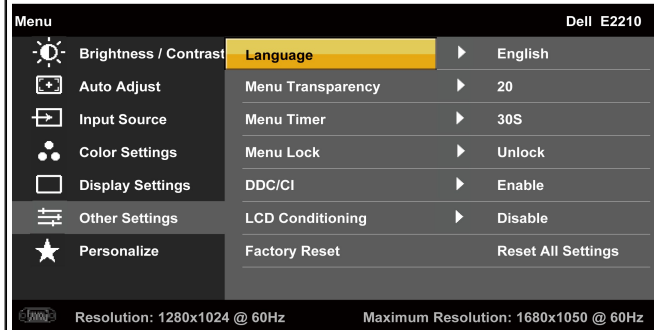 Menu Dell E2210
Brightness / Contrast Language English
Auto Adjust Menu Transparency 20
Input Source Menu Timer 30S
Color Settings Menu Lock Unlock
Display Settings DDC/CI Enable
Other Settings LCD Conditioning Disable
Personalize Factory Reset Reset All Settings
Resolution: 1280x1024 @ 60Hz Maximum Resolution: 1680x1050 @ 60Hz